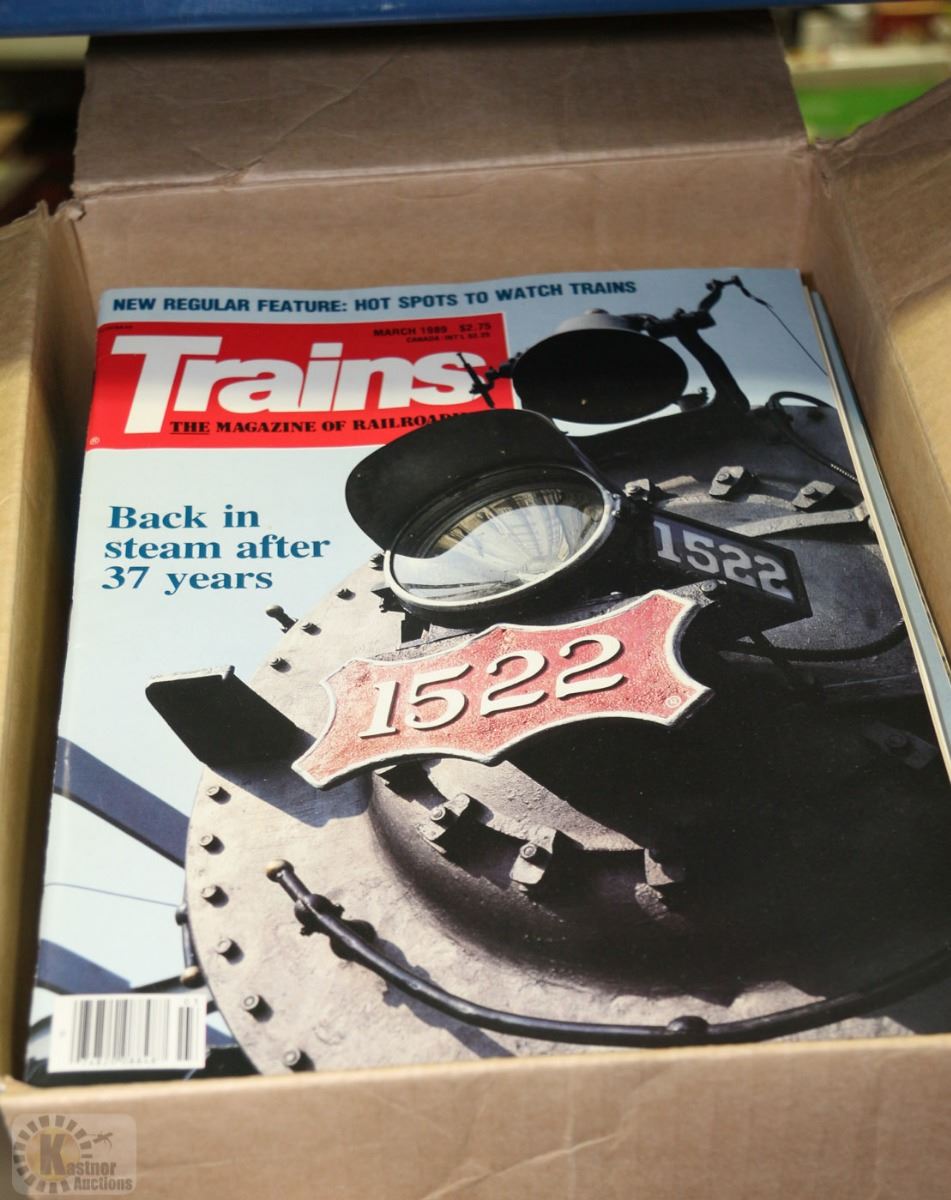 NEW REGULAR FEATURE: HOT SPOTS TO WATCH TRAINS
MARCH 1989 $2.75
Trains
THE MAGAZINE OF
Back in
steam after
37 years
1522
1522
03
Kastner
Auctions